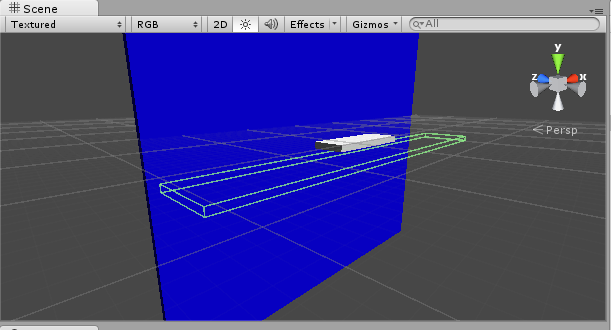 Scene
Textured RGB 2D Effects Gizmos All
y
z x
Persp